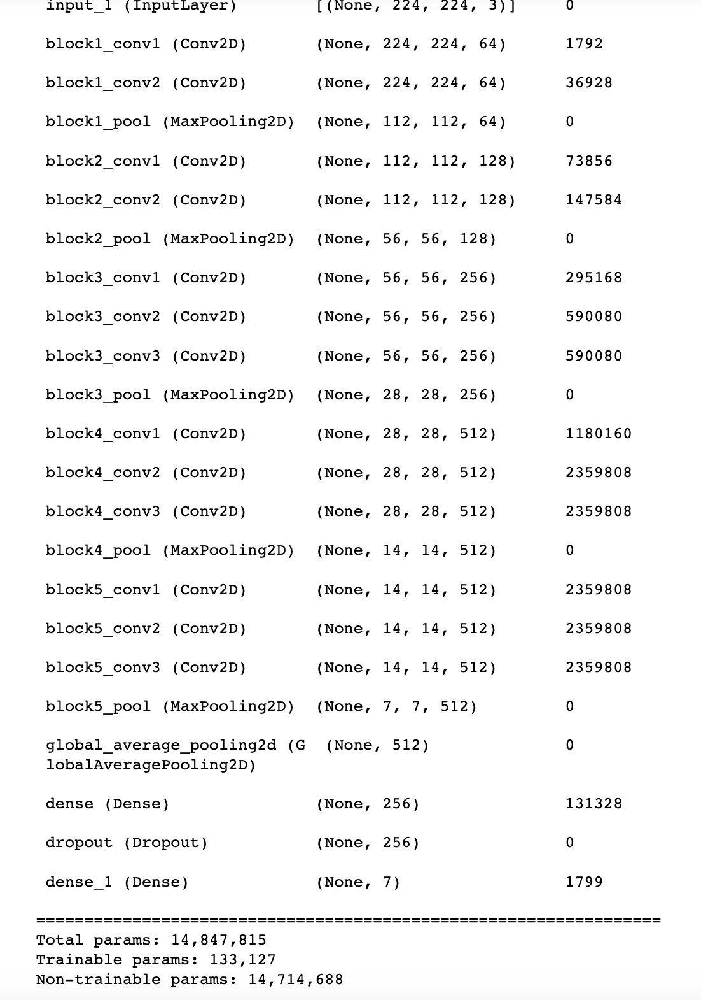 input_1 (InputLayer) [(None, 224, 224, 3)] 0
block1_conv1 (Conv2D) (None, 224, 224, 64) 1792
block1_conv2 (Conv2D) (None, 224, 224, 64) 36928
block1_pool (MaxPooling2D) (None, 112, 112, 64) 0
block2_conv1 (Conv2D) (None, 112, 112, 128) 73856
block2_conv2 (Conv2D) (None, 112, 112, 128) 147584
block2_pool (MaxPooling2D) (None, 56, 56, 128) 0
block3_conv1 (Conv2D) (None, 56, 56, 256) 295168
block3_conv2 (Conv2D) (None, 56, 56, 256) 590080
block3_conv3 (Conv2D) (None, 56, 56, 256) 590080
block3_pool (MaxPooling2D) (None, 28, 28, 256) 0
block4_conv1 (Conv2D) (None, 28, 28, 512) 1180160
block4_conv2 (Conv2D) (None, 28, 28, 512) 2359808
block4_conv3 (Conv2D) (None, 28, 28, 512) 2359808
block4_pool (MaxPooling2D) (None, 14, 14, 512) 0
block5_conv1 (Conv2D) (None, 14, 14, 512) 2359808
block5_conv2 (Conv2D) (None, 14, 14, 512) 2359808
block5_conv3 (Conv2D) (None, 14, 14, 512) 2359808
block5_pool (MaxPooling2D) (None, 7, 7, 512) 0
global_average_pooling2d (G (None, 512) 0
lobalAveragePooling2D)
dense (Dense) (None, 256) 131328
dropout (Dropout) (None, 256) 0
dense_1 (Dense) (None, 7) 1799
=================================================================
Total params: 14,847,815
Trainable params: 133,127
Non-trainable params: 14,714,688